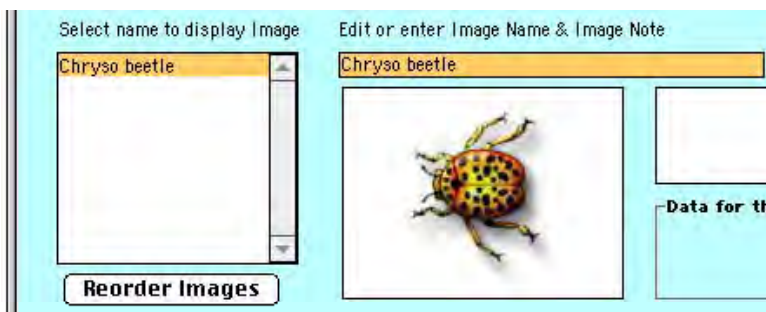 Select name to display Image
Edit or enter Image Name & Image Note
Chryso beetle
Chryso beetle
Data for th
Reorder Images